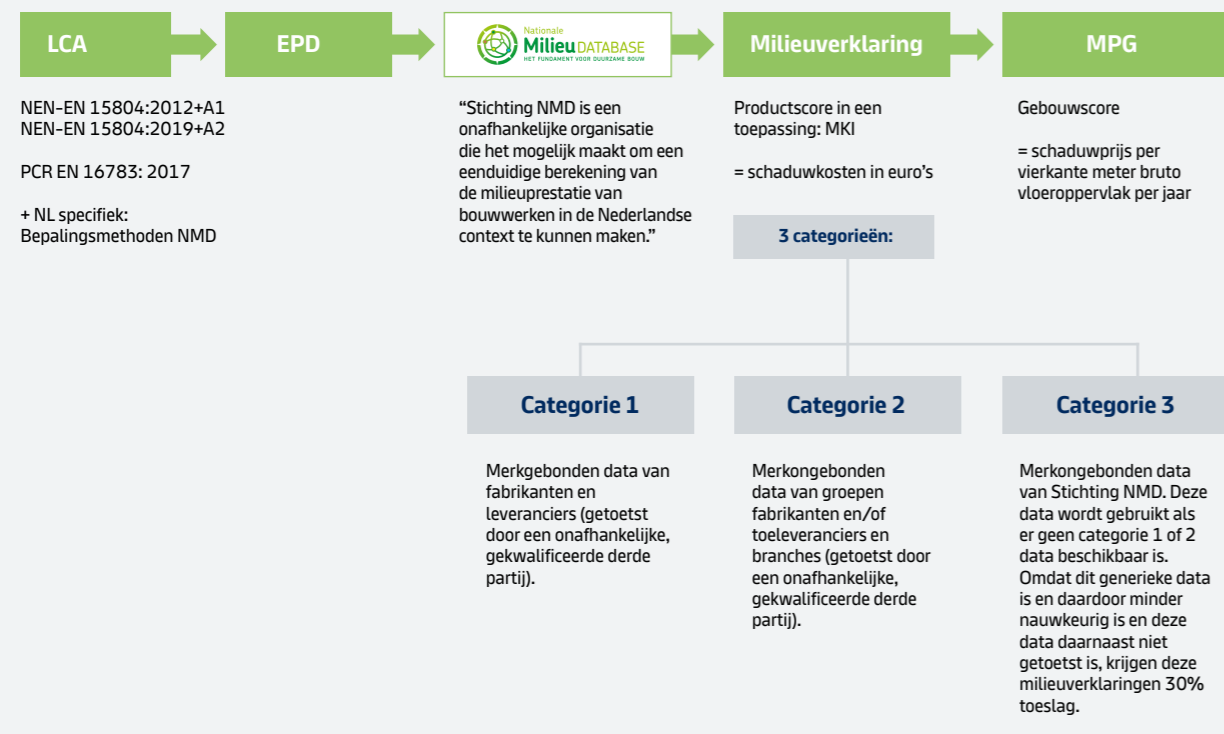 LCA
EPD
Nationale
MilieuDATABASE
HET FUNDAMENT VOOR DUURZAME BOUW
Milieuverklaring
MPG
NEN-EN 15804:2012+A1
NEN-EN 15804:2019+A2
PCR EN 16783: 2017
+ NL specifiek:
Bepalingsmethoden NMD
“Stichting NMD is een
onafhankelijke organisatie
die het mogelijk maakt om een
eenduidige berekening van
de milieuprestatie van
bouwwerken in de Nederlandse
context te kunnen maken.”
Productscore in een
toepassing: MKI
= schaduwkosten in euro’s
Gebouwscore
= schaduwprijs per
vierkante meter bruto
vloeroppervlak per jaar
3 categorieën:
Categorie 1
Merkgebonden data van
fabrikanten en
leveranciers (getoetst
door een onafhankelijke,
gekwalificeerde derde
partij).
Categorie 2
Merkongebonden
data van groepen
fabrikanten en/of
toeleveranciers en
branches (getoetst door
een onafhankelijke,
gekwalificeerde derde
partij).
Categorie 3
Merkongebonden data
van Stichting NMD. Deze
data wordt gebruikt als
er geen categorie 1 of 2
data beschikbaar is.
Omdat dit generieke data
is en daardoor minder
nauwkeurig is en deze
data daarnaast niet
getoetst is, krijgen deze
milieuverklaringen 30%
toeslag.